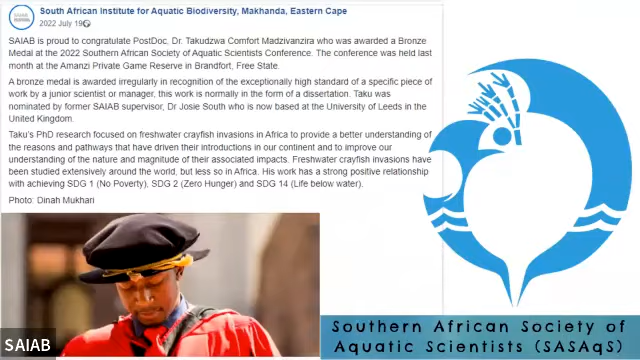 South African Institute for Aquatic Biodiversity, Makhanda, Eastern Cape
2022 July 19
SAIAB is proud to congratulate PostDoc, Dr. Takudzwa Comfort Madzivanzira who was awarded a Bronze
Medal at the 2022 Southern African Society of Aquatic Scientists Conference. The conference was held last
month at the Amanzi Private Game Reserve in Brandfort, Free State.
A bronze medal is awarded irregularly in recognition of the exceptionally high standard of a specific piece of
work by a junior scientist or manager, this work is normally in the form of a dissertation. Taku was
nominated by former SAIAB supervisor, Dr Josie South who is now based at the University of Leeds in the
United Kingdom.
Taku's PhD research focused on freshwater crayfish invasions in Africa to provide a better understanding of
the reasons and pathways that have driven their introductions in our continent and to improve our
understanding of the nature and magnitude of their associated impacts. Freshwater crayfish invasions have
been studied extensively around the world, but less so in Africa. His work has a strong positive relationship
with achieving SDG 1 (No Poverty), SDG 2 (Zero Hunger) and SDG 14 (Life below water).
Photo: Dinah Mukhari
SAIAB
Southern African Society of
Aquatic Scientists (SASAqS)